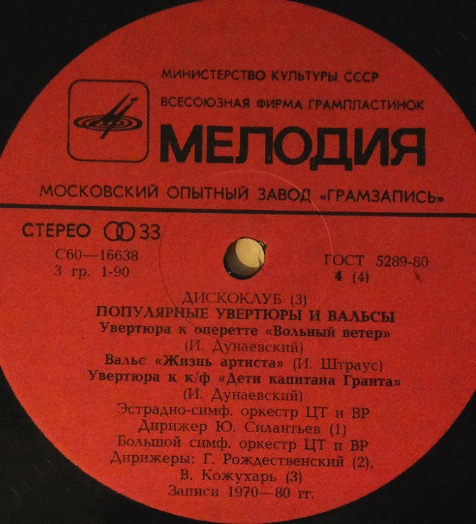 МИНИСТЕРСТВО КУЛЬТУРЫ СССР
ВСЕСОЮЗНАЯ ФИРМА ГРАМПЛАСТИНОК
МЕЛОДИЯ
МОСКОВСКИЙ ОПЫТНЫЙ ЗАВОД «ГРАМЗАПИСЬ»
СТЕРЕО 33
С60—16638
ГОСТ 5289-80
3 гр. 1-90
4 (4)
ДИСКОКЛУБ (3)
ПОПУЛЯРНЫЕ УВЕРТЮРЫ И ВАЛЬСЫ
Увертюра к оперетте «Вольный ветер»
(И. Дунаевский)
Вальс «Жизнь артиста» (И. Штраус)
Увертюра к к/ф «Дети капитана Гранта»
(И. Дунаевский)
Эстрадно-симф. оркестр ЦТ и ВР
Дирижер Ю. Силантьев (1)
Большой симф. оркестр ЦТ и ВР
Дирижеры: Г. Рождественский (2),
В. Кожухарь (3)
Записи 1970—80 гг.